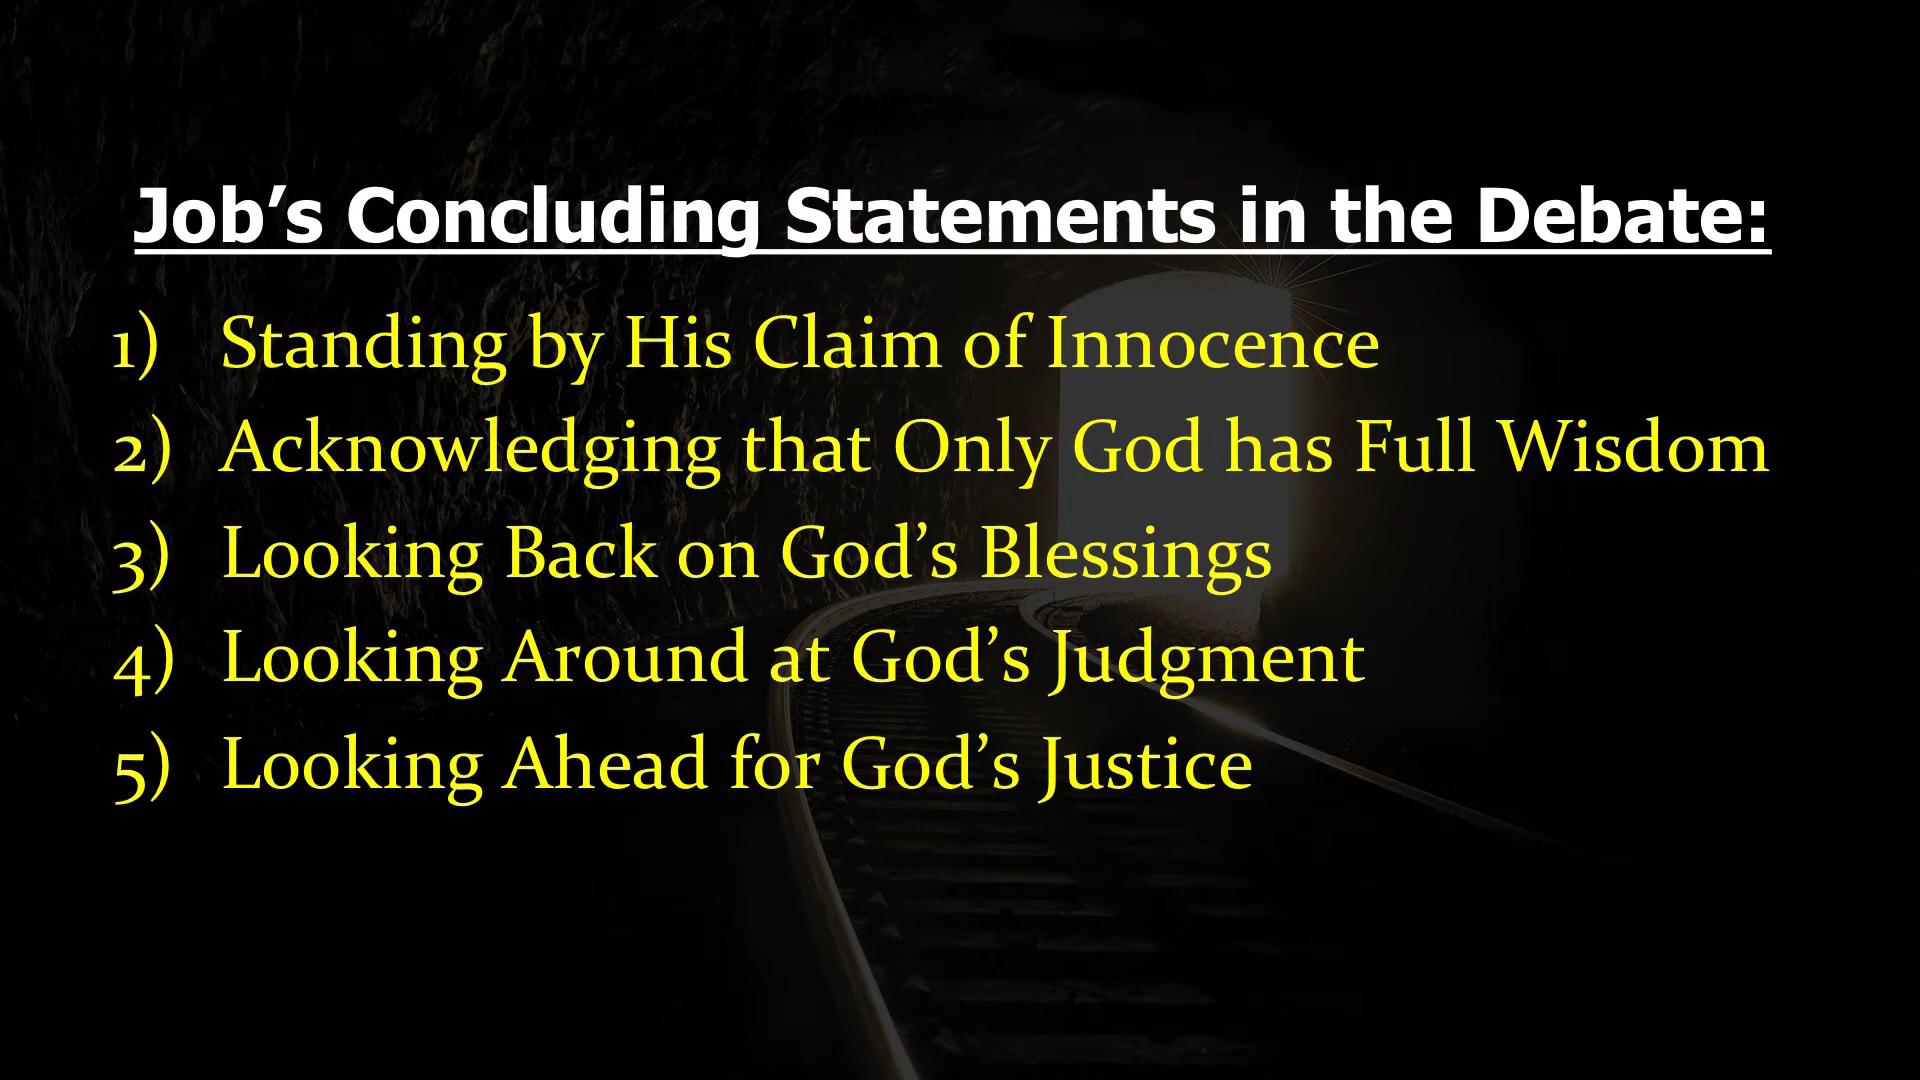 Job’s Concluding Statements in the Debate:
1) Standing by His Claim of Innocence
2) Acknowledging that Only God has Full Wisdom
3) Looking Back on God’s Blessings
4) Looking Around at God’s Judgment
5) Looking Ahead for God’s Justice